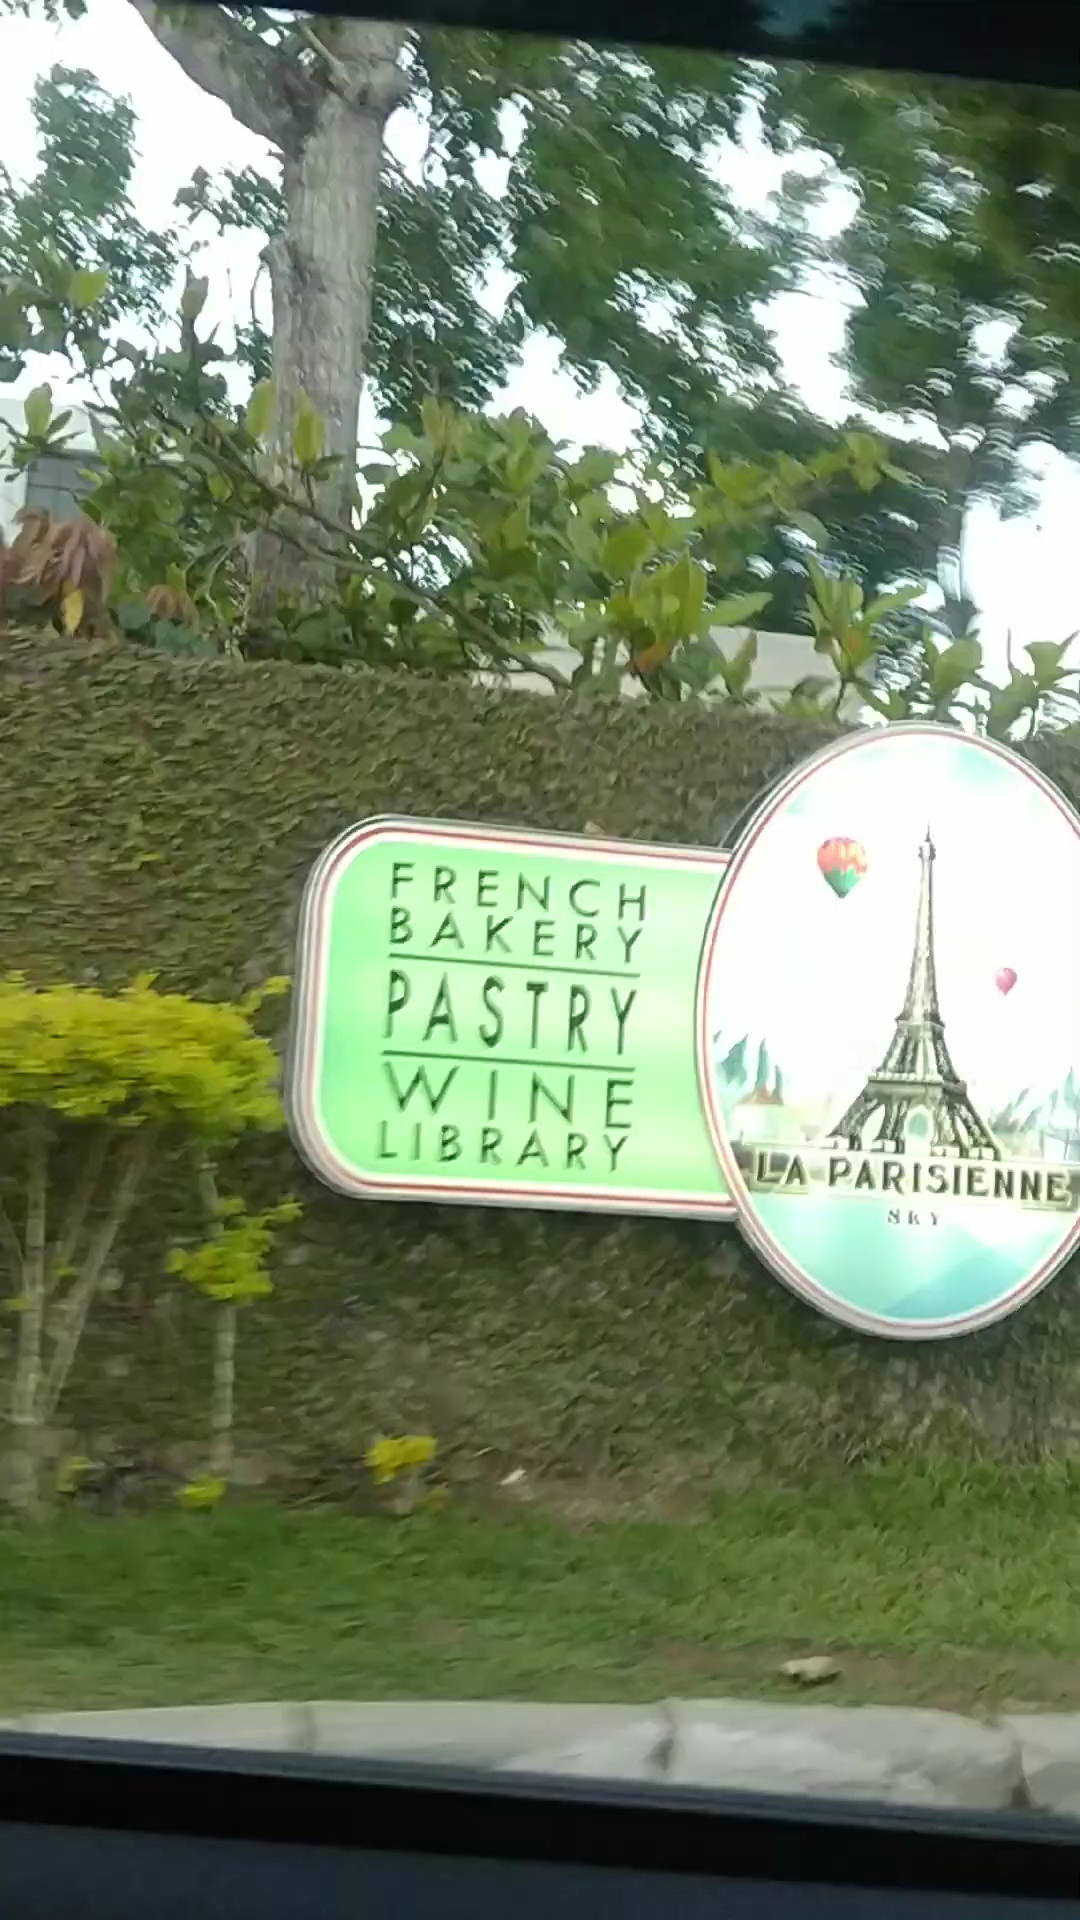 FRENCH
BAKERY
PASTRY
WINE
LIBRARY
LA PARISIENNE
SKY